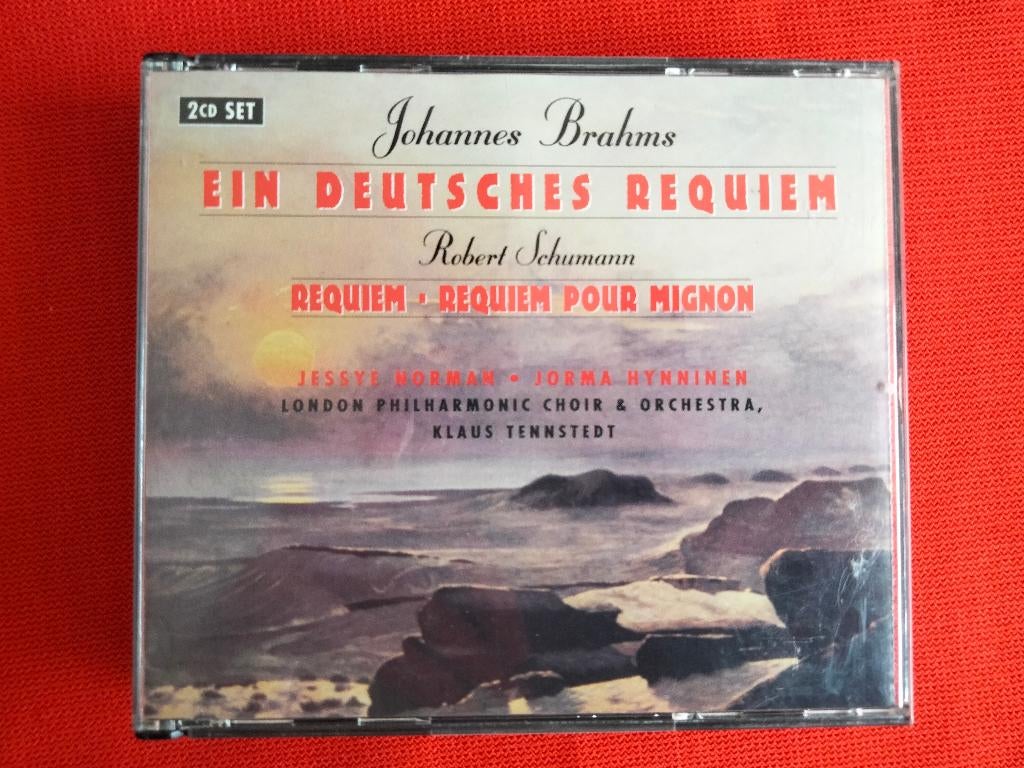 2CD SET
Johannes Brahms
EIN DEUTSCHES REQUIEM
Robert Schumann
REQUIEM · REQUIEM POUR MIGNON
JESSYE NORMAN • JORMA HYNNINEN
LONDON PHILHARMONIC CHOIR & ORCHESTRA,
KLAUS TENNSTEDT